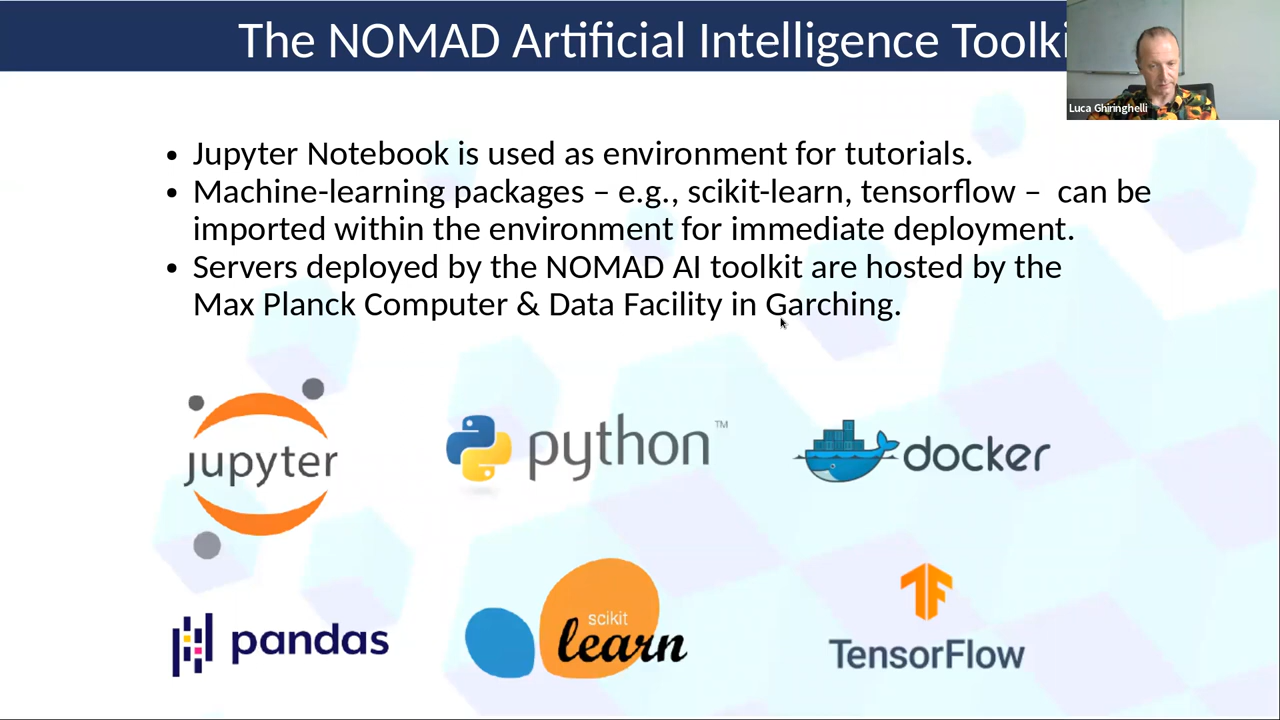 The NOMAD Artificial Intelligence Toolki
Luca Ghiringhelli
• Jupyter Notebook is used as environment for tutorials.
• Machine-learning packages – e.g., scikit-learn, tensorflow – can be
imported within the environment for immediate deployment.
• Servers deployed by the NOMAD AI toolkit are hosted by the
Max Planck Computer & Data Facility in Garching.
jupyter
python™
docker
pandas
scikit
learn
TensorFlow